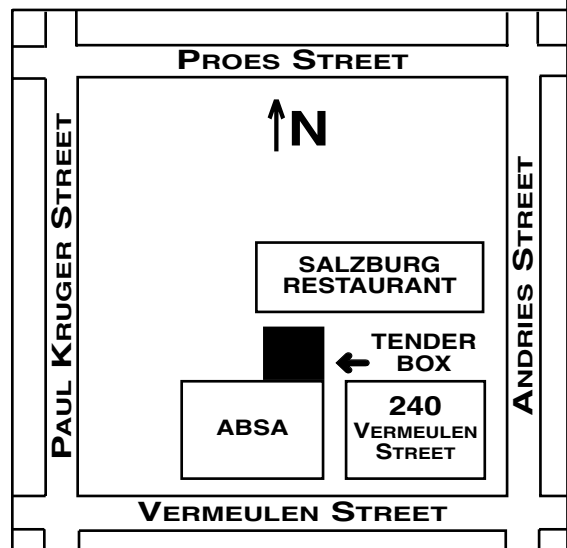 PROES STREET
N
PAUL KRUGER STREET
ANDRIES STREET
SALZBURG
RESTAURANT
TENDER
BOX
ABSA
240
VERMEULEN
STREET
VERMEULEN STREET